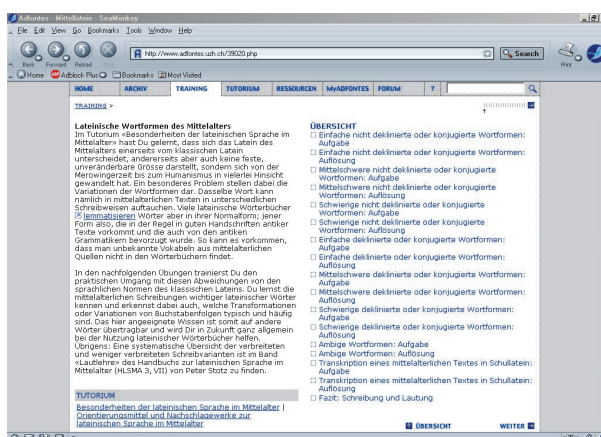 Adfontes - Mittellatein - SeaMonkey
File Edit View Go Bookmarks Tools Window Help
Back Forward Reload Stop http://www.adfontes.uzh.ch/39020.php Search Print
Home Adblock Plus Bookmarks Most Visited
HOME ARCHIV TRAINING TUTORIUM RESSOURCEN MyADFONTES FORUM ?
TRAINING >
Lateinische Wortformen des Mittelalters
Im Tutorium «Besonderheiten der lateinischen Sprache im
Mittelalter» hast Du gelernt, dass sich das Latein des
Mittelalters einerseits vom klassischen Latein
unterscheidet, andererseits aber auch keine feste,
unveränderbare Grösse darstellt, sondern sich von der
Merowingerzeit bis zum Humanismus in vielerlei Hinsicht
gewandelt hat. Ein besonderes Problem stellen dabei die
Variationen der Wortformen dar. Dasselbe Wort kann
nämlich in mittelalterlichen Texten in unterschiedlichen
Schreibweisen auftauchen. Viele lateinische Wörterbücher
lemmatisieren Wörter aber in ihrer Normalform; jener
Form also, die in der Regel in guten Handschriften antiker
Texte vorkommt und die auch von den antiken
Grammatikern bevorzugt wurde. So kann es vorkommen,
dass man unbekannte Vokabeln aus mittelalterlichen
Quellen nicht in den Wörterbüchern findet.
In den nachfolgenden Übungen trainierst Du den
praktischen Umgang mit diesen Abweichungen von den
sprachlichen Normen des klassischen Lateins. Du lernst die
mittelalterlichen Schreibungen wichtiger lateinischer Wörter
kennen und erkennst dabei auch, welche Transformationen
oder Variationen von Buchstabenfolgen typisch und häufig
sind. Das hier angeeignete Wissen ist somit auf andere
Wörter übertragbar und wird Dir in Zukunft ganz allgemein
bei der Nutzung lateinischer Wörterbücher helfen.
Übrigens: Eine systematische Übersicht der verbreiteten
und weniger verbreiteten Schreibvarianten ist im Band
«Lautlehre» des Handbuchs zur lateinischen Sprache im
Mittelalter (HLSMA 3, VII) von Peter Stotz zu finden.
TUTORIUM
Besonderheiten der lateinischen Sprache im Mittelalter |
Orientierungsmittel und Nachschlagewerke zur
lateinischen Sprache im Mittelalter
ÜBERSICHT
Einfache nicht deklinierte oder konjugierte Wortformen:
Aufgabe
Einfache nicht deklinierte oder konjugierte Wortformen:
Auflösung
Mittelschwere nicht deklinierte oder konjugierte
Wortformen: Aufgabe
Mittelschwere nicht deklinierte oder konjugierte
Wortformen: Auflösung
Schwierige nicht deklinierte oder konjugierte
Wortformen: Aufgabe
Schwierige nicht deklinierte oder konjugierte
Wortformen: Auflösung
Einfache deklinierte oder konjugierte Wortformen:
Aufgabe
Einfache deklinierte oder konjugierte Wortformen:
Auflösung
Mittelschwere deklinierte oder konjugierte Wortformen:
Aufgabe
Mittelschwere deklinierte oder konjugierte Wortformen:
Auflösung
Schwierige deklinierte oder konjugierte Wortformen:
Aufgabe
Schwierige deklinierte oder konjugierte Wortformen:
Auflösung
Ambige Wortformen: Aufgabe
Ambige Wortformen: Auflösung
Transkription eines mittelalterlichen Textes in Schullatein:
Aufgabe
Transkription eines mittelalterlichen Textes in Schullatein:
Auflösung
Fazit: Schreibung und Lautung
ÜBERSICHT WEITER